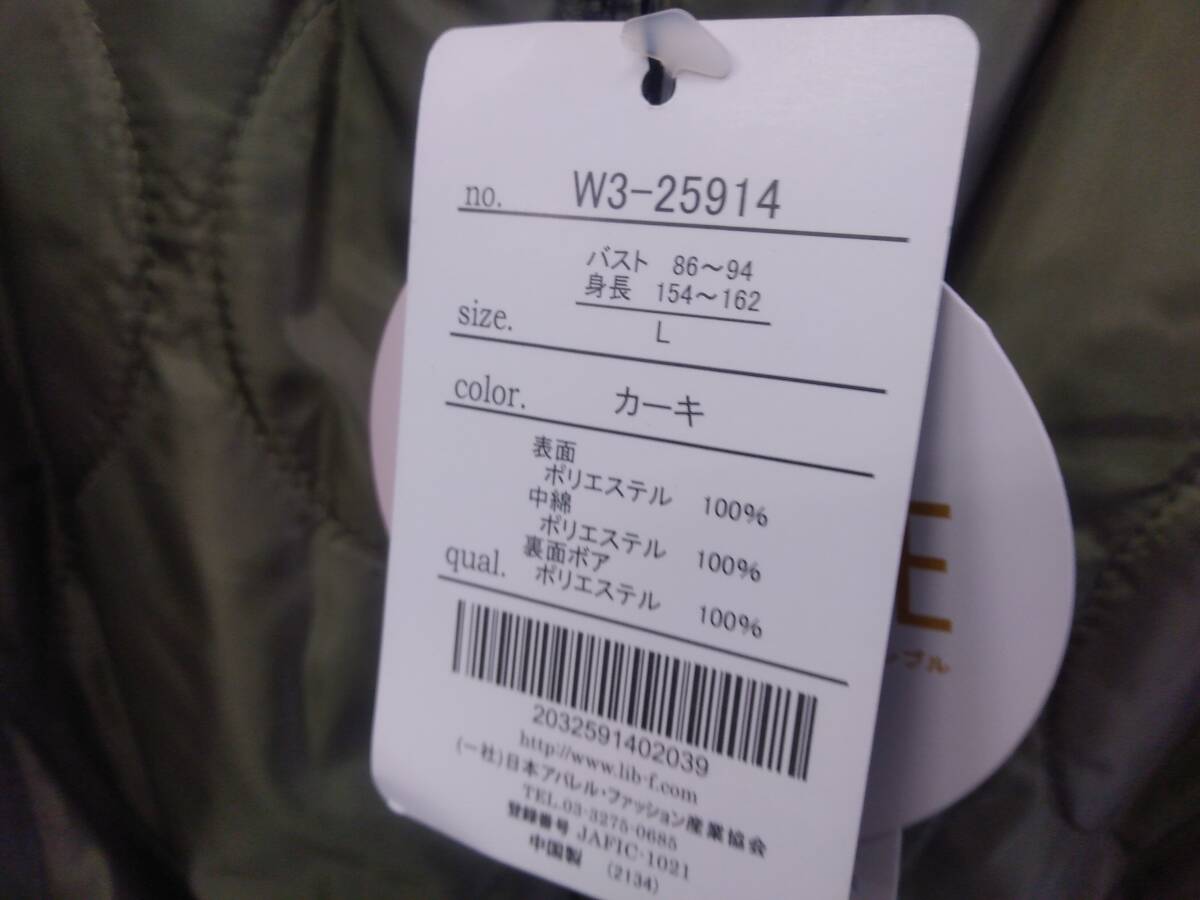 no. W3-25914
バスト 86～94
身長 154～162
size. L
color. カーキ
表面
ポリエステル 100%
中綿
ポリエステル 100%
裏面ボア
qual. ポリエステル 100%
2032591402039
http://www.lib-f.com
(一社)日本アパレル・ファッション産業協会
TEL.03-3275-0685
登録番号 JAFIC-1021
中国製 (2134)
E
ブル